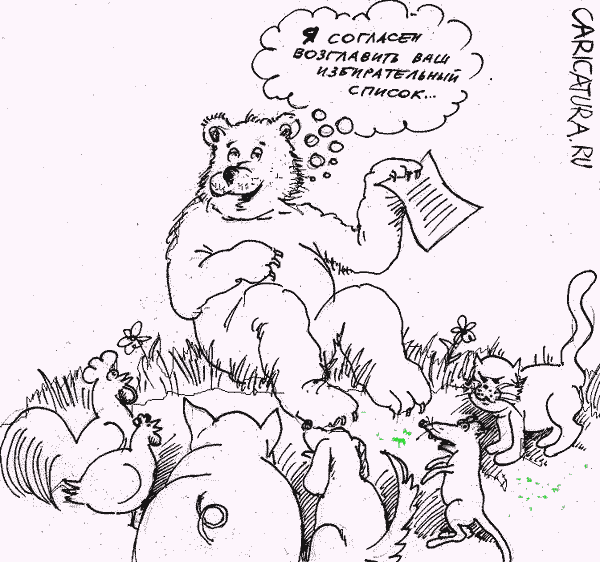 Я СОГЛАСЕН
ВОЗГЛАВИТЬ ВАШ
ИЗБИРАТЕЛЬНЫЙ
СПИСОК...
CARICATURA.RU